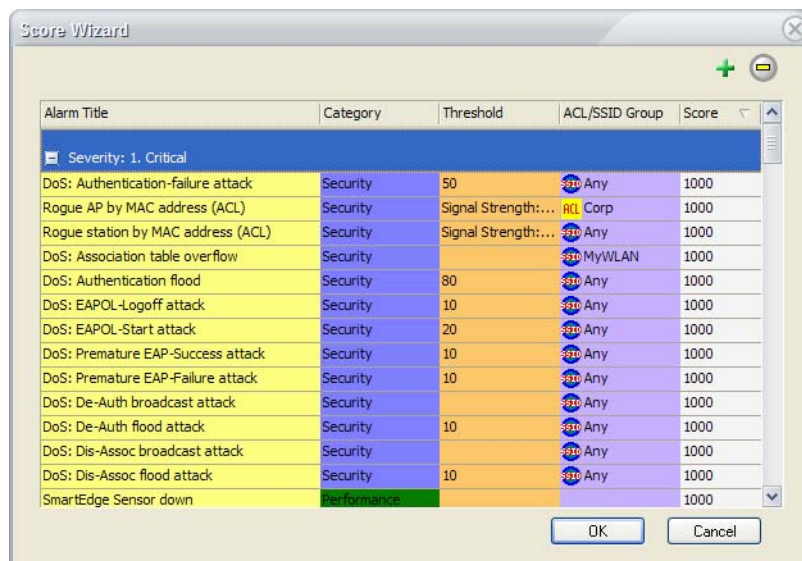 Score Wizard
Alarm Title Category Threshold ACL/SSID Group Score
Severity: 1. Critical
DoS: Authentication-failure attack Security 50 SSID Any 1000
Rogue AP by MAC address (ACL) Security Signal Strength:... ACL Corp 1000
Rogue station by MAC address (ACL) Security Signal Strength:... SSID Any 1000
DoS: Association table overflow Security SSID MyWLAN 1000
DoS: Authentication flood Security 80 SSID Any 1000
DoS: EAPOL-Logoff attack Security 10 SSID Any 1000
DoS: EAPOL-Start attack Security 20 SSID Any 1000
DoS: Premature EAP-Success attack Security 10 SSID Any 1000
DoS: Premature EAP-Failure attack Security 10 SSID Any 1000
DoS: De-Auth broadcast attack Security SSID Any 1000
DoS: De-Auth flood attack Security 10 SSID Any 1000
DoS: Dis-Assoc broadcast attack Security SSID Any 1000
DoS: Dis-Assoc flood attack Security 10 SSID Any 1000
SmartEdge Sensor down Performance 1000
OK Cancel